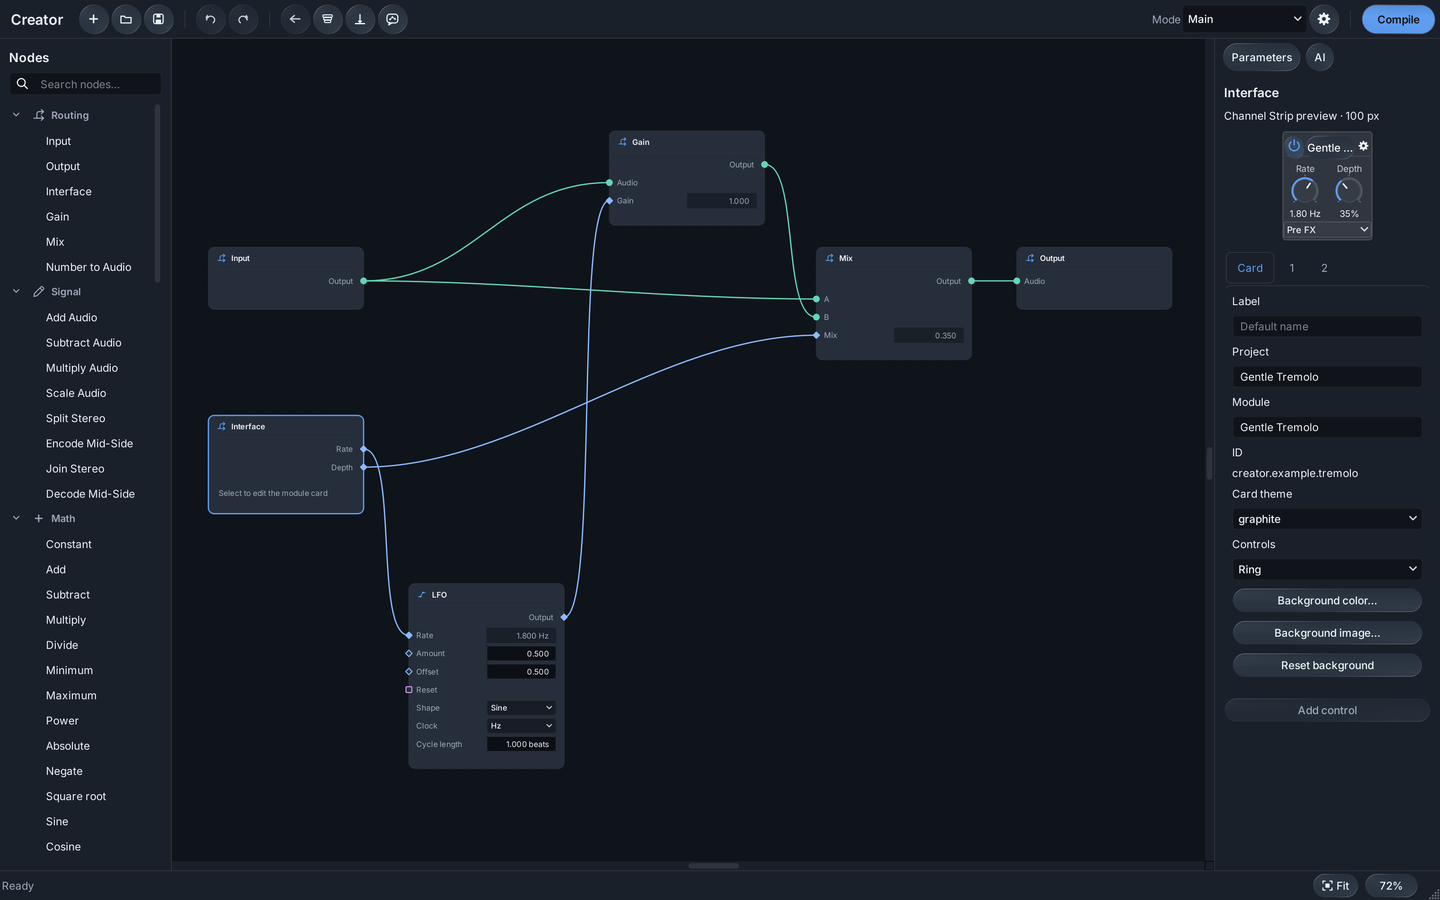 Creator
Mode
Main
Compile
Nodes
Search nodes...
Routing
Input
Output
Interface
Gain
Mix
Number to Audio
Signal
Add Audio
Subtract Audio
Multiply Audio
Scale Audio
Split Stereo
Encode Mid-Side
Join Stereo
Decode Mid-Side
Math
Constant
Add
Subtract
Multiply
Divide
Minimum
Maximum
Power
Absolute
Negate
Square root
Sine
Cosine
Gain
Output
Audio
Gain 1.000
Input
Output
Mix
Output
A
B
Mix 0.350
Output
Audio
Interface
Rate
Depth
Select to edit the module card
LFO
Output
Rate 1.800 Hz
Amount 0.500
Offset 0.500
Reset
Shape Sine
Clock Hz
Cycle length 1.000 beats
Parameters
AI
Interface
Channel Strip preview · 100 px
Gentle ...
Rate Depth
1.80 Hz 35%
Pre FX
Card 1 2
Label
Default name
Project
Gentle Tremolo
Module
Gentle Tremolo
ID
creator.example.tremolo
Card theme
graphite
Controls
Ring
Background color...
Background image...
Reset background
Add control
Ready
Fit
72%